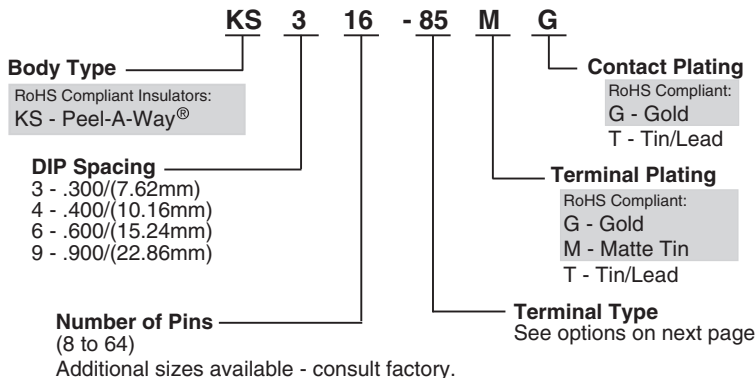 KS 3 16 - 85 M G
Body Type
RoHS Compliant Insulators:
KS - Peel-A-Way®
DIP Spacing
3 - .300/(7.62mm)
4 - .400/(10.16mm)
6 - .600/(15.24mm)
9 - .900/(22.86mm)
Number of Pins
(8 to 64)
Additional sizes available - consult factory.
Contact Plating
RoHS Compliant:
G - Gold
T - Tin/Lead
Terminal Plating
RoHS Compliant:
G - Gold
M - Matte Tin
T - Tin/Lead
Terminal Type
See options on next page